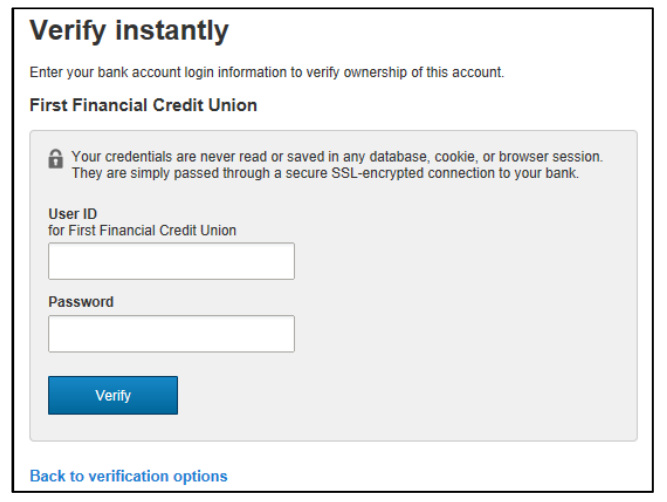 Verify instantly
Enter your bank account login information to verify ownership of this account.
First Financial Credit Union
Your credentials are never read or saved in any database, cookie, or browser session.
They are simply passed through a secure SSL-encrypted connection to your bank.
User ID
for First Financial Credit Union
Password
Verify
Back to verification options